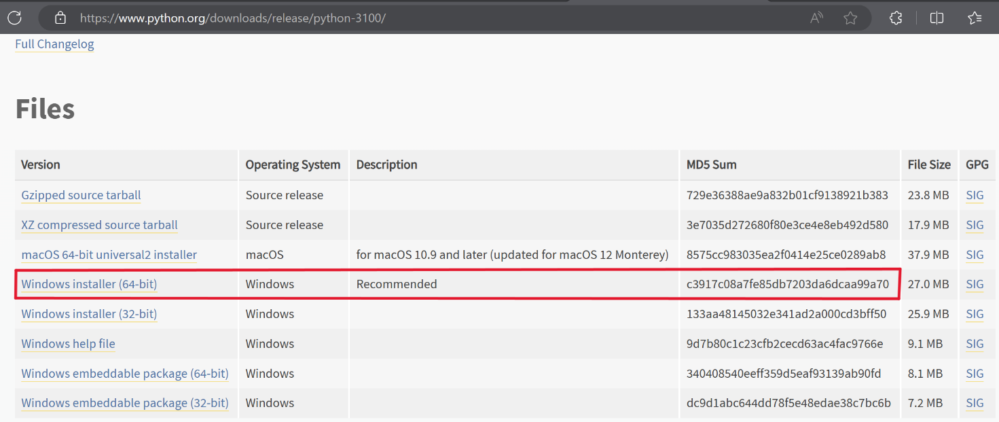 https://www.python.org/downloads/release/python-3100/
Full Changelog
Files
Version Operating System Description MD5 Sum File Size GPG
Gzipped source tarball Source release 729e36388ae9a832b01cf9138921b383 23.8 MB SIG
XZ compressed source tarball Source release 3e7035d272680f80e3ce4e8eb492d580 17.9 MB SIG
macOS 64-bit universal2 installer macOS for macOS 10.9 and later (updated for macOS 12 Monterey) 8575cc983035ea2f0414e25ce0289ab8 37.9 MB SIG
Windows installer (64-bit) Windows Recommended c3917c08a7fe85db7203da6dcaa99a70 27.0 MB SIG
Windows installer (32-bit) Windows 133aa48145032e341ad2a000cd3bff50 25.9 MB SIG
Windows help file Windows 9d7b80c1c23cfb2cecd63ac4fac9766e 9.1 MB SIG
Windows embeddable package (64-bit) Windows 340408540eeff359d5eaf93139ab90fd 8.1 MB SIG
Windows embeddable package (32-bit) Windows dc9d1abc644dd78f5e48edae38c7bc6b 7.2 MB SIG